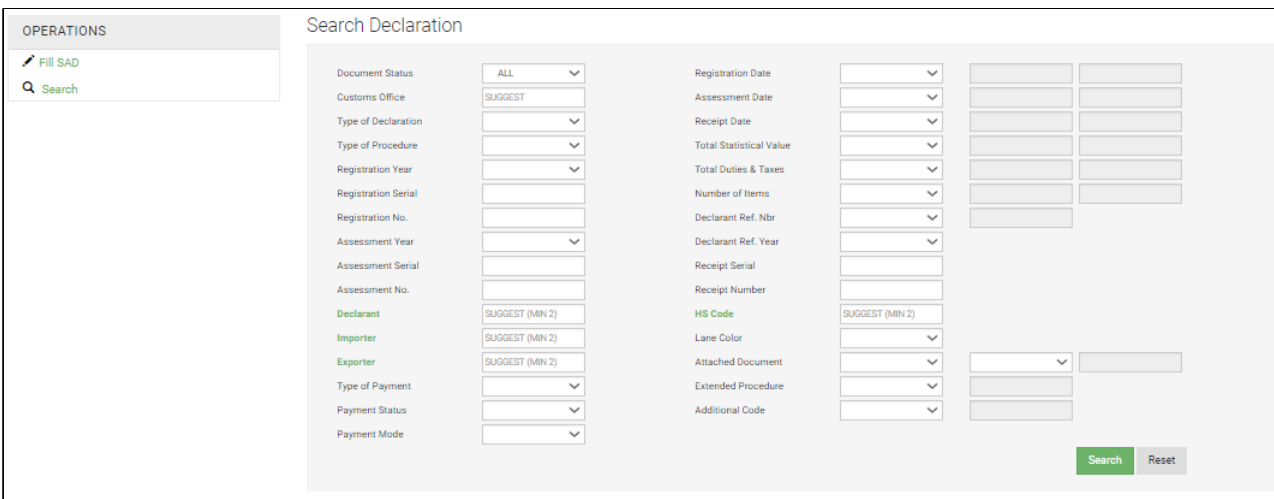 OPERATIONS
Fill SAD
Search
Search Declaration
Document Status ALL Registration Date
Customs Office SUGGEST Assessment Date
Type of Declaration Receipt Date
Type of Procedure Total Statistical Value
Registration Year Total Duties & Taxes
Registration Serial Number of Items
Registration No. Declarant Ref. Nbr
Assessment Year Declarant Ref. Year
Assessment Serial Receipt Serial
Assessment No. Receipt Number
Declarant SUGGEST (MIN 2) HS Code SUGGEST (MIN 2)
Importer SUGGEST (MIN 2) Lane Color
Exporter SUGGEST (MIN 2) Attached Document
Type of Payment Extended Procedure
Payment Status Additional Code
Payment Mode
Search Reset